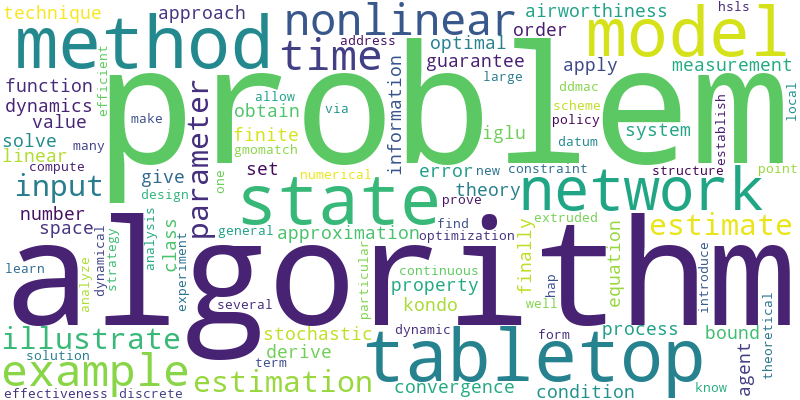 technique
approach
method
nonlinear
airworthiness
hsls
model
address
time
optimal
order
guarantee
apply
measurement
function
efficient
problem
dynamics
value
parameter
allow
make
via
obtain
information
large
ddmac
scheme
policy
establish
local
solve
many
finite
iglu
datum
system
linear
gmomatch
compute
give
set
error
new
constraint
structure
point
input
design
one
numerical
state
prove
theory
network
number
space
general
approximation
find
optimization
extruded
estimate
algorithm
strategy
dynamical
analysis
class
learn
analyze
experiment
several
particular
continuous
property
kondo
finally
well
hap
equation
introduce
theoretical
illustrate
stochastic
dynamic
form
process
bound
solution
derive
term
tabletop
agent
example
estimation
convergence
condition
know
effectiveness
discrete